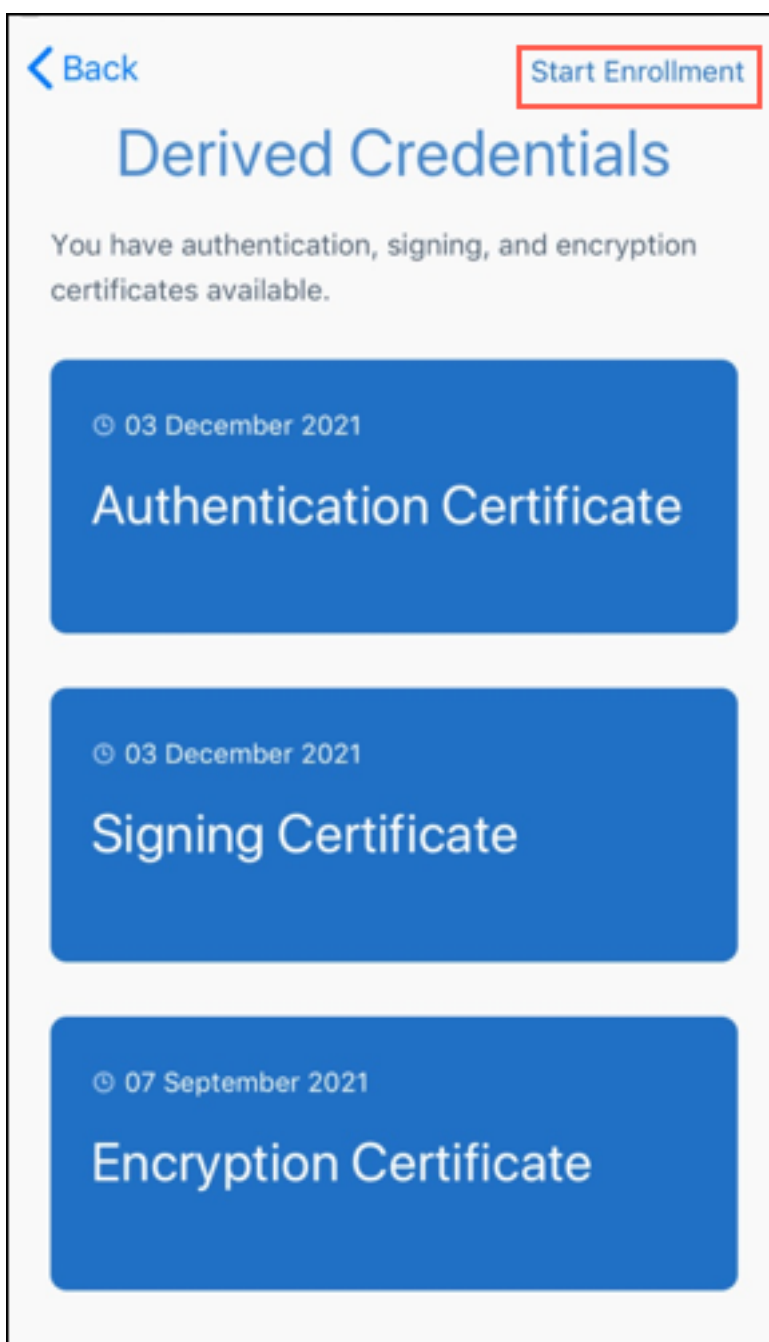 Back
Start Enrollment
Derived Credentials
You have authentication, signing, and encryption
certificates available.
03 December 2021
Authentication Certificate
03 December 2021
Signing Certificate
07 September 2021
Encryption Certificate